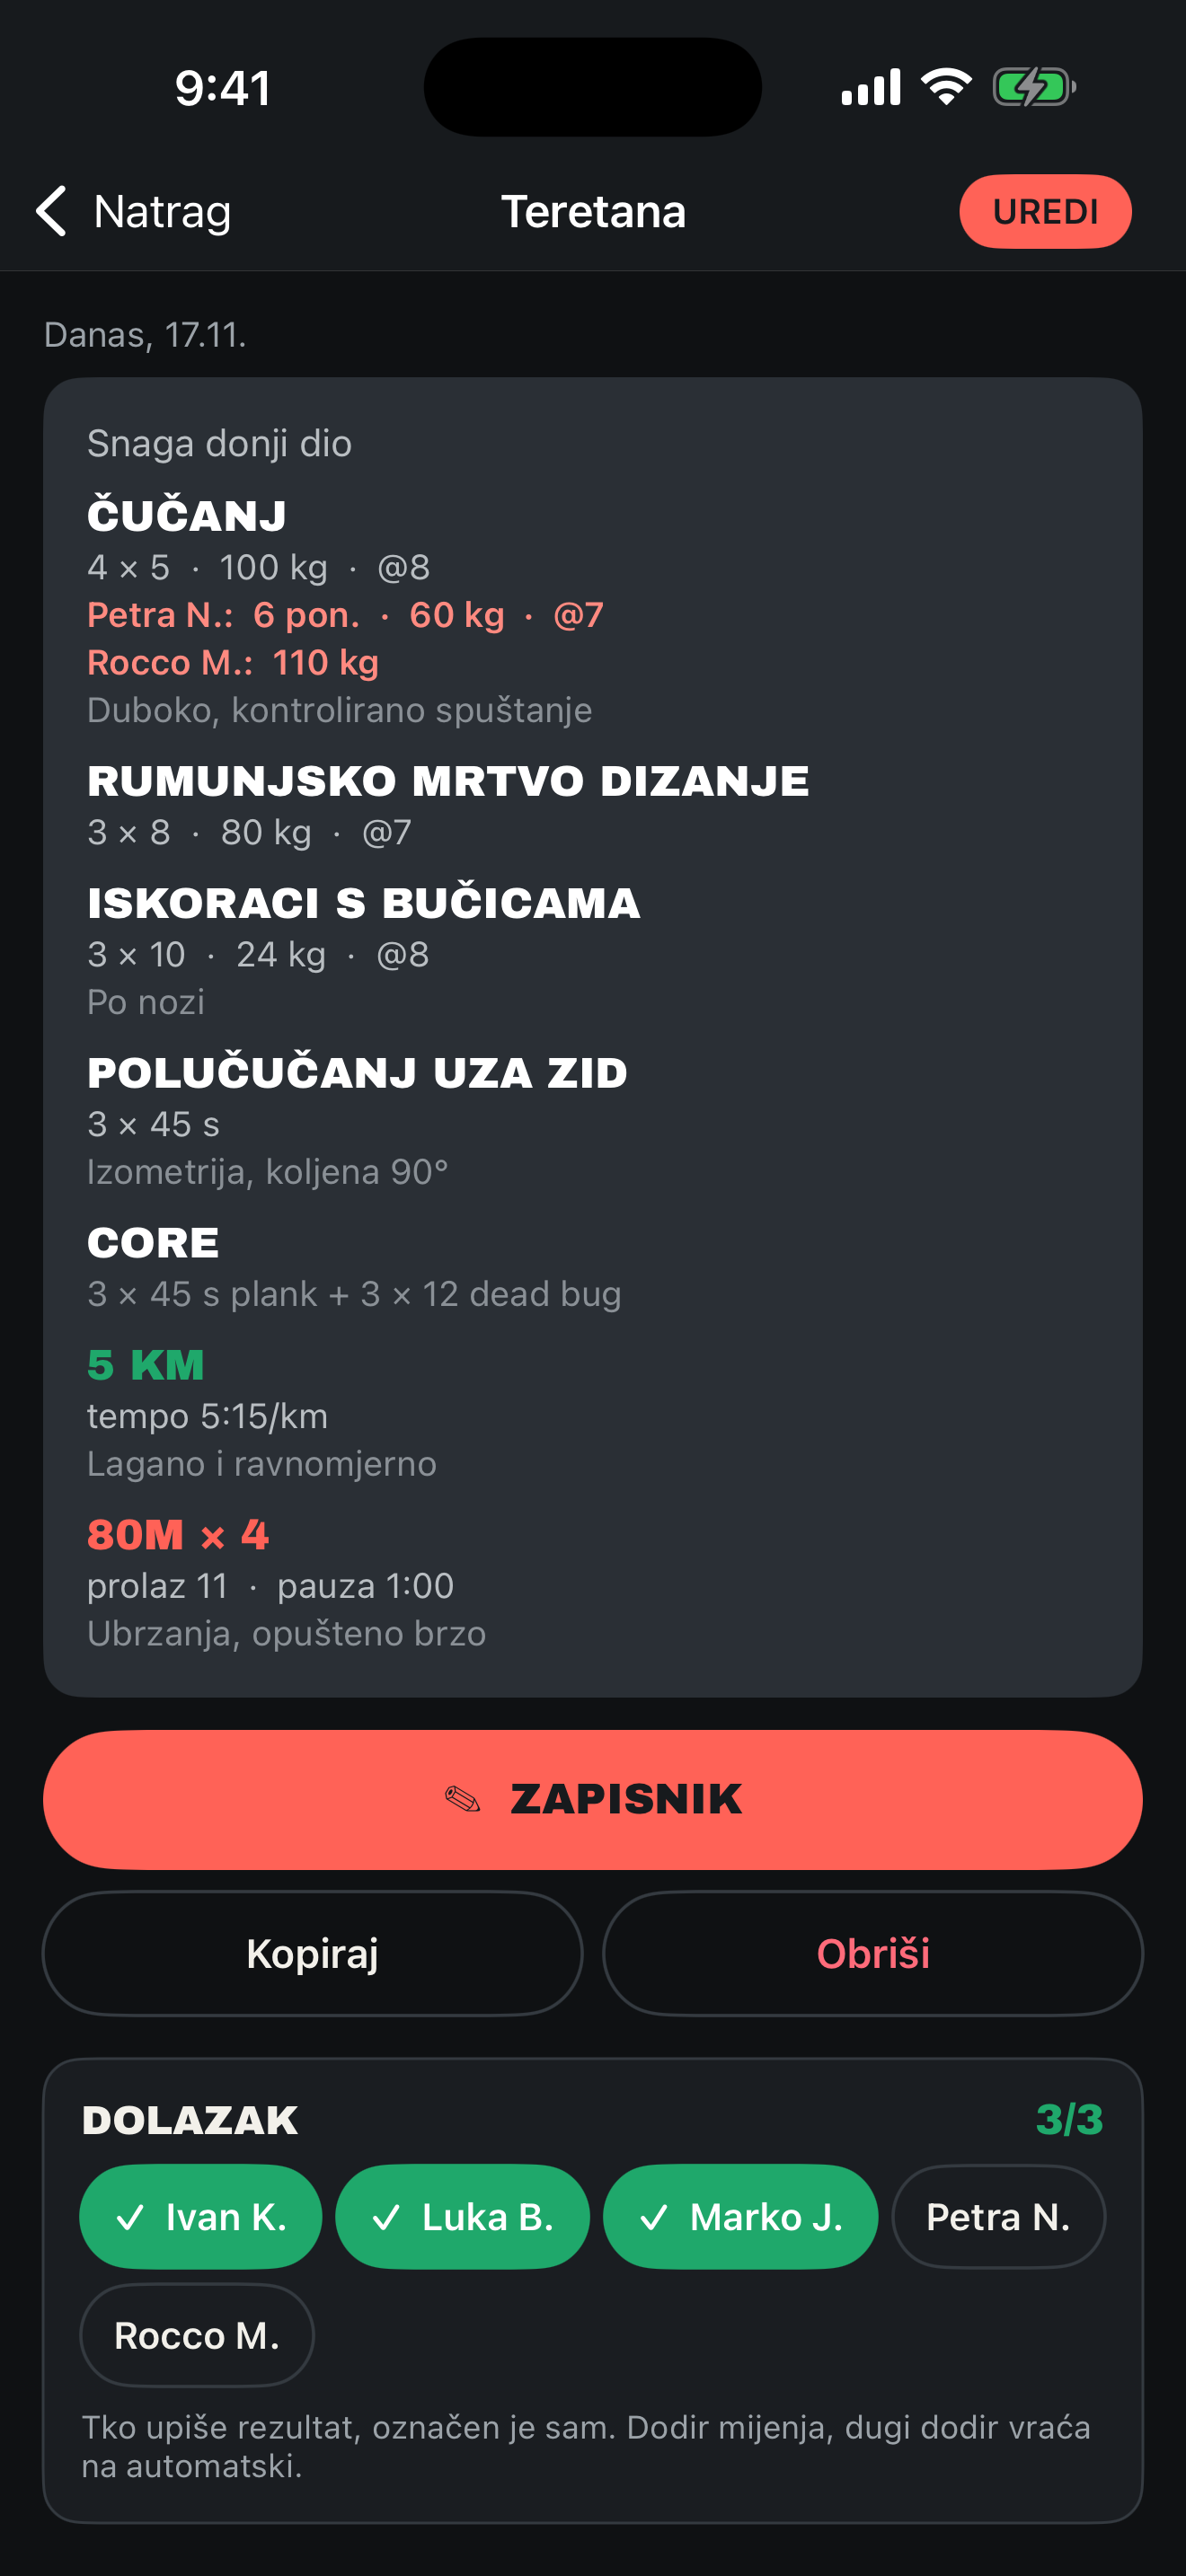 9:41
Natrag
Teretana
UREDI
Danas, 17.11.
Snaga donji dio
ČUČANJ
4 × 5 · 100 kg · @8
Petra N.: 6 pon. · 60 kg · @7
Rocco M.: 110 kg
Duboko, kontrolirano spuštanje
RUMUNJSKO MRTVO DIZANJE
3 × 8 · 80 kg · @7
ISKORACI S BUČICAMA
3 × 10 · 24 kg · @8
Po nozi
POLUČUČANJ UZA ZID
3 × 45 s
Izometrija, koljena 90°
CORE
3 × 45 s plank + 3 × 12 dead bug
5 KM
tempo 5:15/km
Lagano i ravnomjerno
80M × 4
prolaz 11 · pauza 1:00
Ubrzanja, opušteno brzo
✎ ZAPISNIK
Kopiraj
Obriši
DOLAZAK
3/3
✓ Ivan K.
✓ Luka B.
✓ Marko J.
Petra N.
Rocco M.
Tko upiše rezultat, označen je sam. Dodir mijenja, dugi dodir vraća
na automatski.